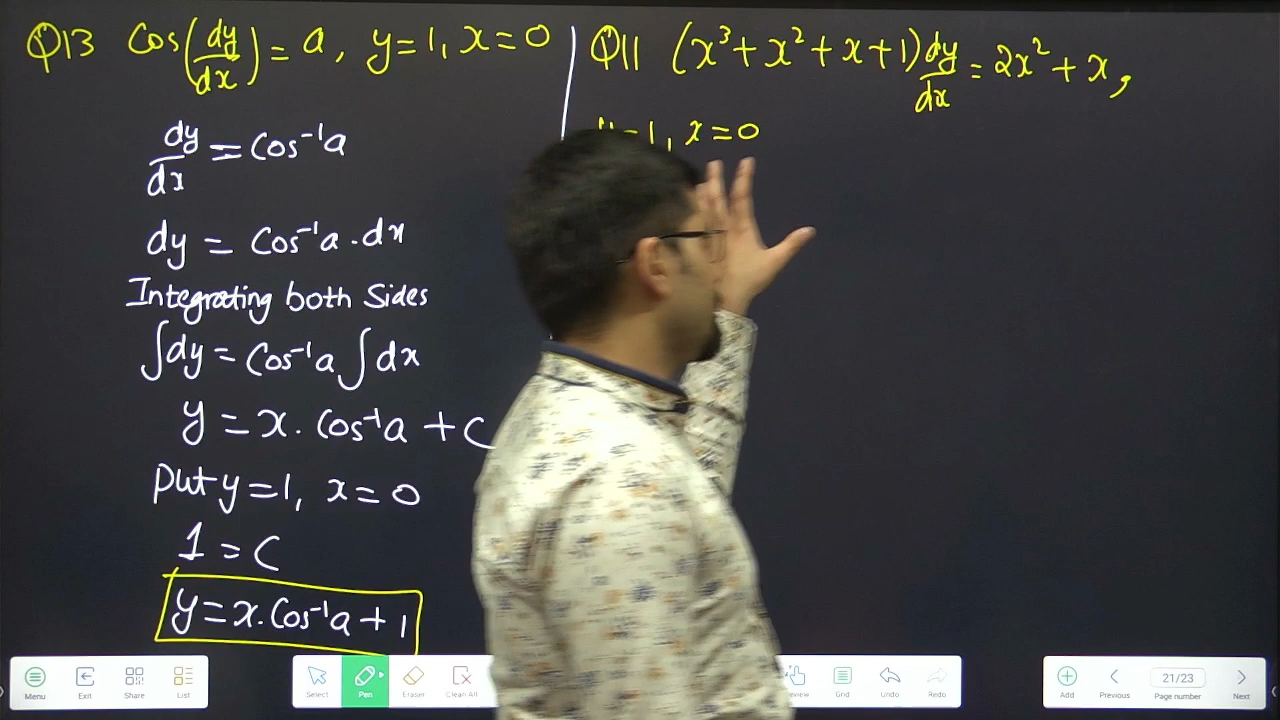 Q13 Cos(dy/dx) = a, y=1, x=0
dy/dx = Cos⁻¹a
dy = Cos⁻¹a . dx
Integrating both Sides
∫dy = Cos⁻¹a ∫dx
y = x. Cos⁻¹a + C
Put y=1, x=0
1 = C
y = x.Cos⁻¹a + 1
Q11 (x³+x²+x+1) dy/dx = 2x²+x,
=1, x=0
Menu
Exit
Share
List
Select
Pen
Eraser
Clean All
Grid
Undo
Redo
Add
Previous
21/23
Page number
Next